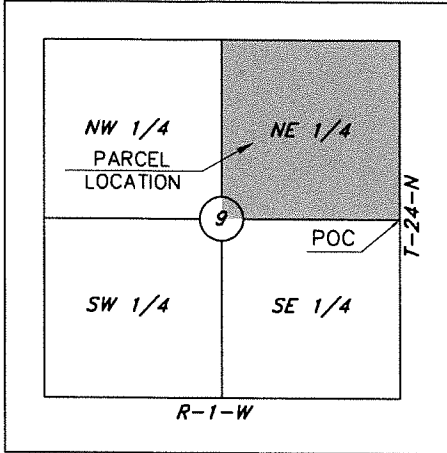 NW 1/4 NE 1/4
PARCEL
LOCATION
9
POC
T-24-N
SW 1/4 SE 1/4
R-1-W